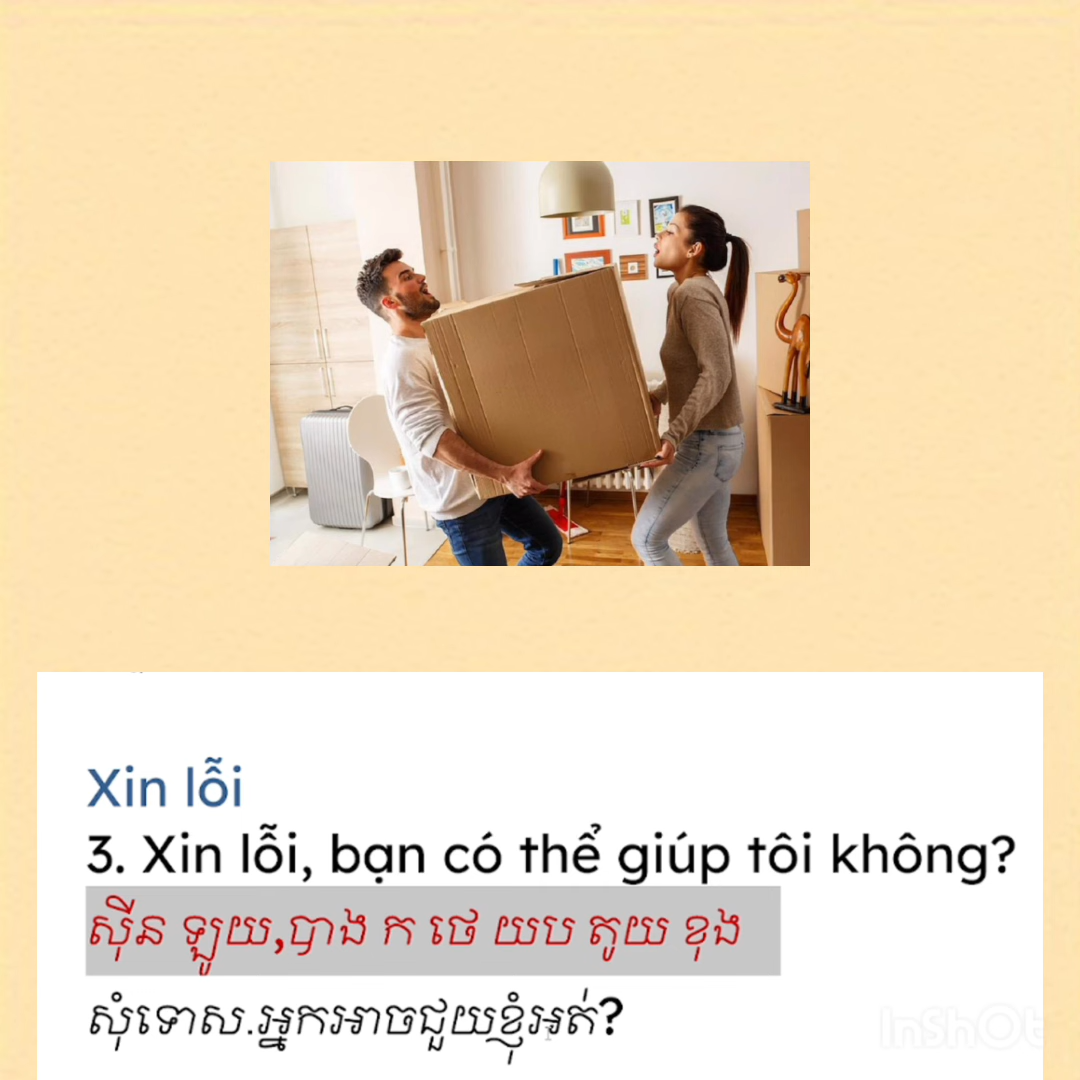 Xin lỗi
3. Xin lỗi, bạn có thể giúp tôi không?
ស៊ីន ឡូយ,បាង ក ថេ យប តូយ ខុង
សុំទោស.អ្នកអាចជួយខ្ញុំអត់?
InShOt